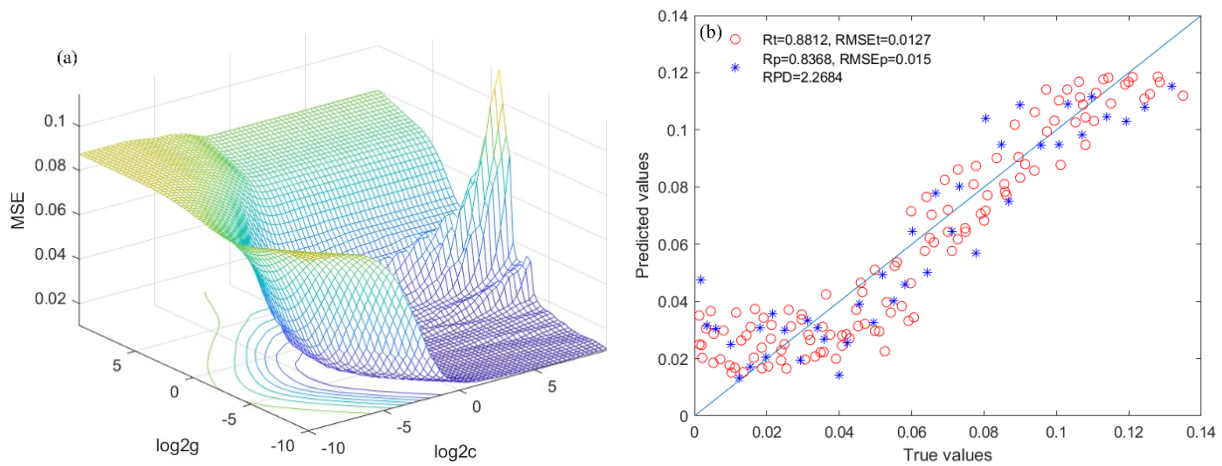 (a)
0.1
0.08
0.06
0.04
0.02
MSE
5
0
-5
-10
log2g
-10
-5
0
5
log2c
(b)
Rt=0.8812, RMSEt=0.0127
Rp=0.8368, RMSEp=0.015
RPD=2.2684
0.14
0.12
0.1
0.08
0.06
0.04
0.02
0
Predicted values
0 0.02 0.04 0.06 0.08 0.1 0.12 0.14
True values